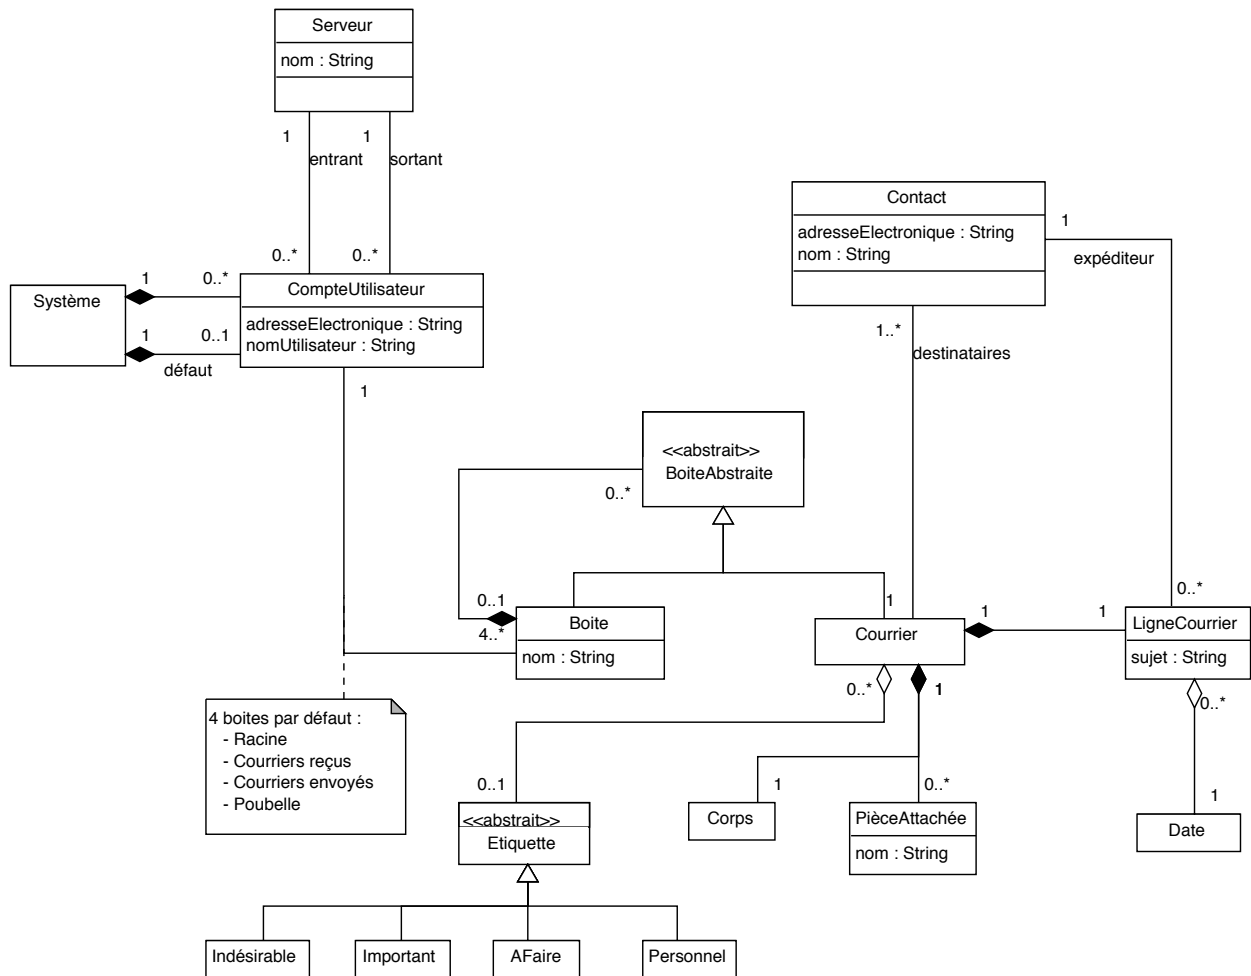 Serveur
nom : String
1
1
entrant
sortant
0..*
0..*
Contact
adresseElectronique : String
nom : String
1
expéditeur
1..*
destinataires
0..*
Système
1
0..*
1
0..1
défaut
CompteUtilisateur
adresseElectronique : String
nomUtilisateur : String
1
<<abstrait>>
BoiteAbstraite
0..*
0..1
4..*
Boite
nom : String
1
Courrier
1
1
LigneCourrier
sujet : String
0..*
1
0..*
4 boites par défaut :
- Racine
- Courriers reçus
- Courriers envoyés
- Poubelle
0..1
<<abstrait>>
Etiquette
1
Corps
0..*
PièceAttachée
nom : String
1
Date
Indésirable
Important
AFaire
Personnel